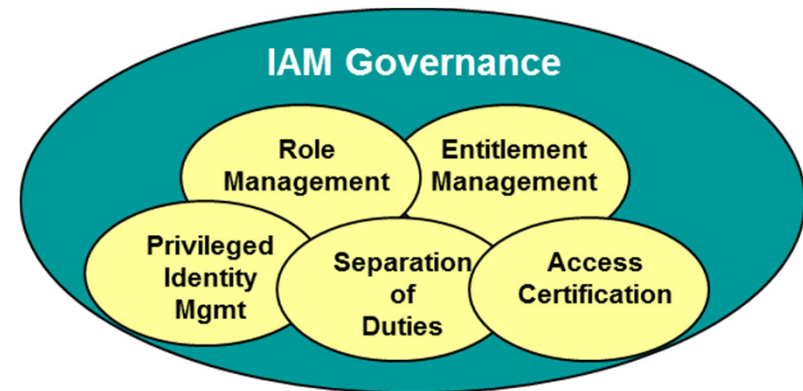 IAM Governance
Role
Management
Entitlement
Management
Privileged
Identity
Mgmt
Separation
of
Duties
Access
Certification